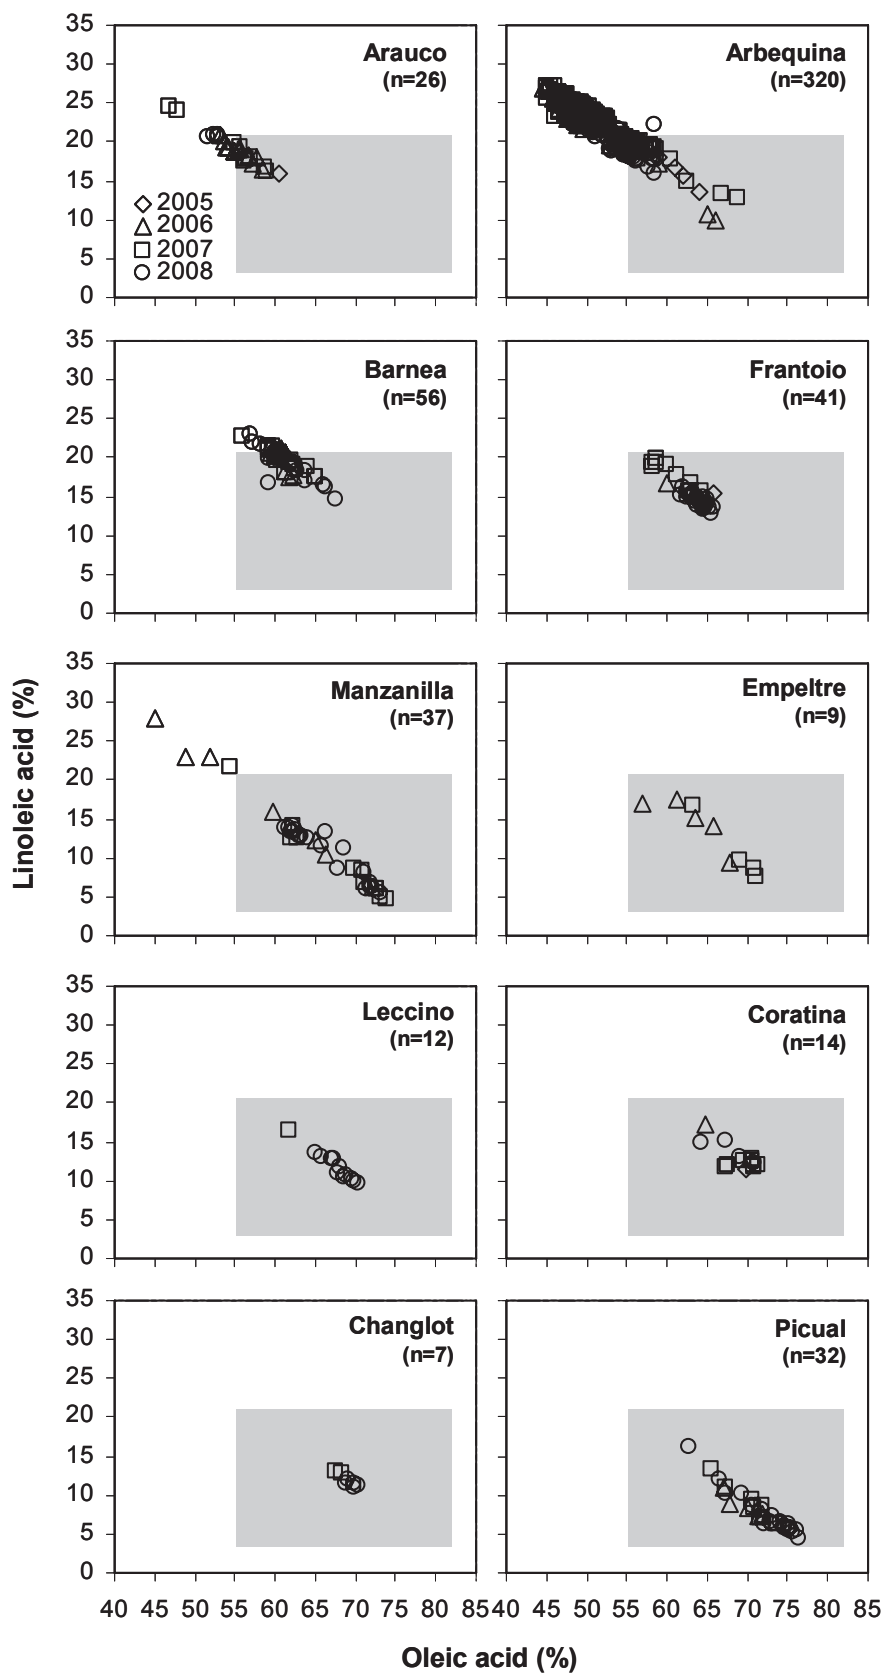 35
30
25
20
15
10
5
0
Arauco
(n=26)
2005
2006
2007
2008
Arbequina
(n=320)
35
30
25
20
15
10
5
0
Barnea
(n=56)
Frantoio
(n=41)
Linoleic acid (%)
35
30
25
20
15
10
5
0
Manzanilla
(n=37)
Empeltre
(n=9)
35
30
25
20
15
10
5
0
Leccino
(n=12)
Coratina
(n=14)
35
30
25
20
15
10
5
0
Changlot
(n=7)
Picual
(n=32)
40 45 50 55 60 65 70 75 80 85 40 45 50 55 60 65 70 75 80 85
Oleic acid (%)